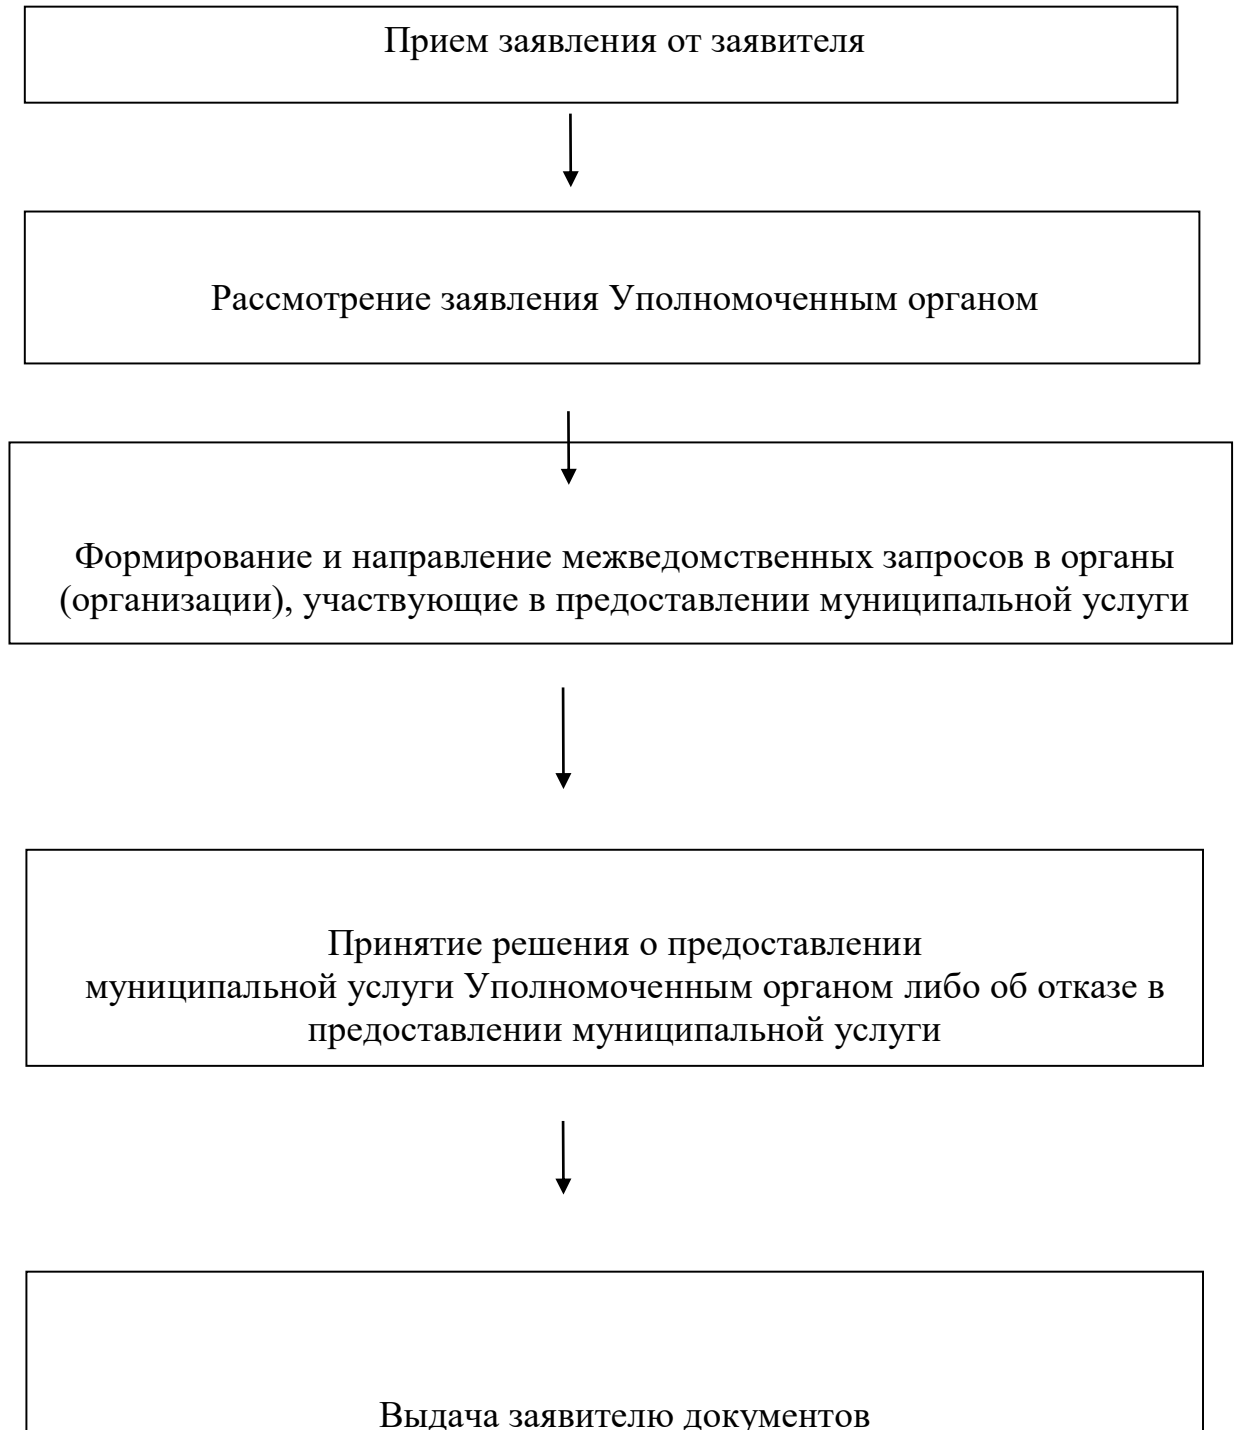 Прием заявления от заявителя
Рассмотрение заявления Уполномоченным органом
Формирование и направление межведомственных запросов в органы
(организации), участвующие в предоставлении муниципальной услуги
Принятие решения о предоставлении
муниципальной услуги Уполномоченным органом либо об отказе в
предоставлении муниципальной услуги
Выдача заявителю документов